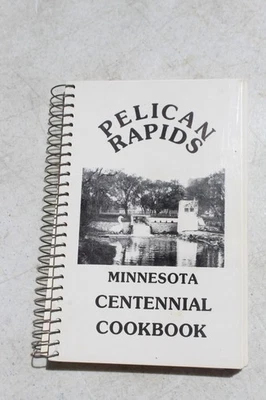 PELICAN
RAPIDS
MINNESOTA
CENTENNIAL
COOKBOOK